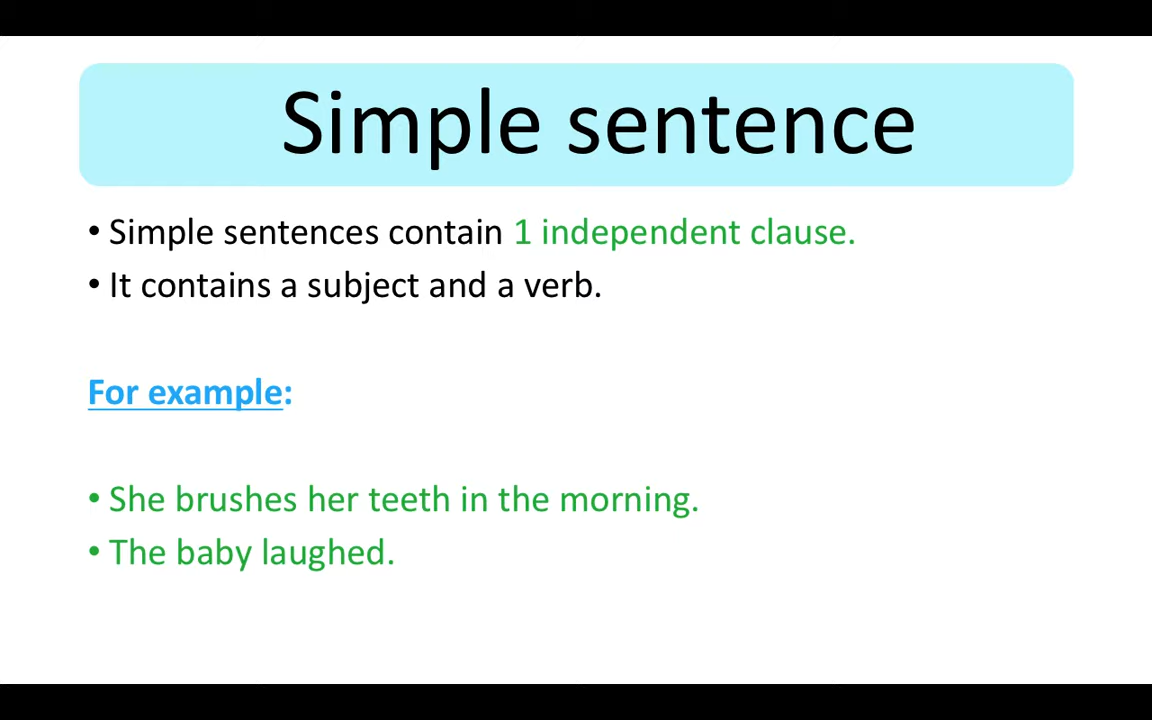 Simple sentence
• Simple sentences contain 1 independent clause.
• It contains a subject and a verb.
For example:
• She brushes her teeth in the morning.
• The baby laughed.